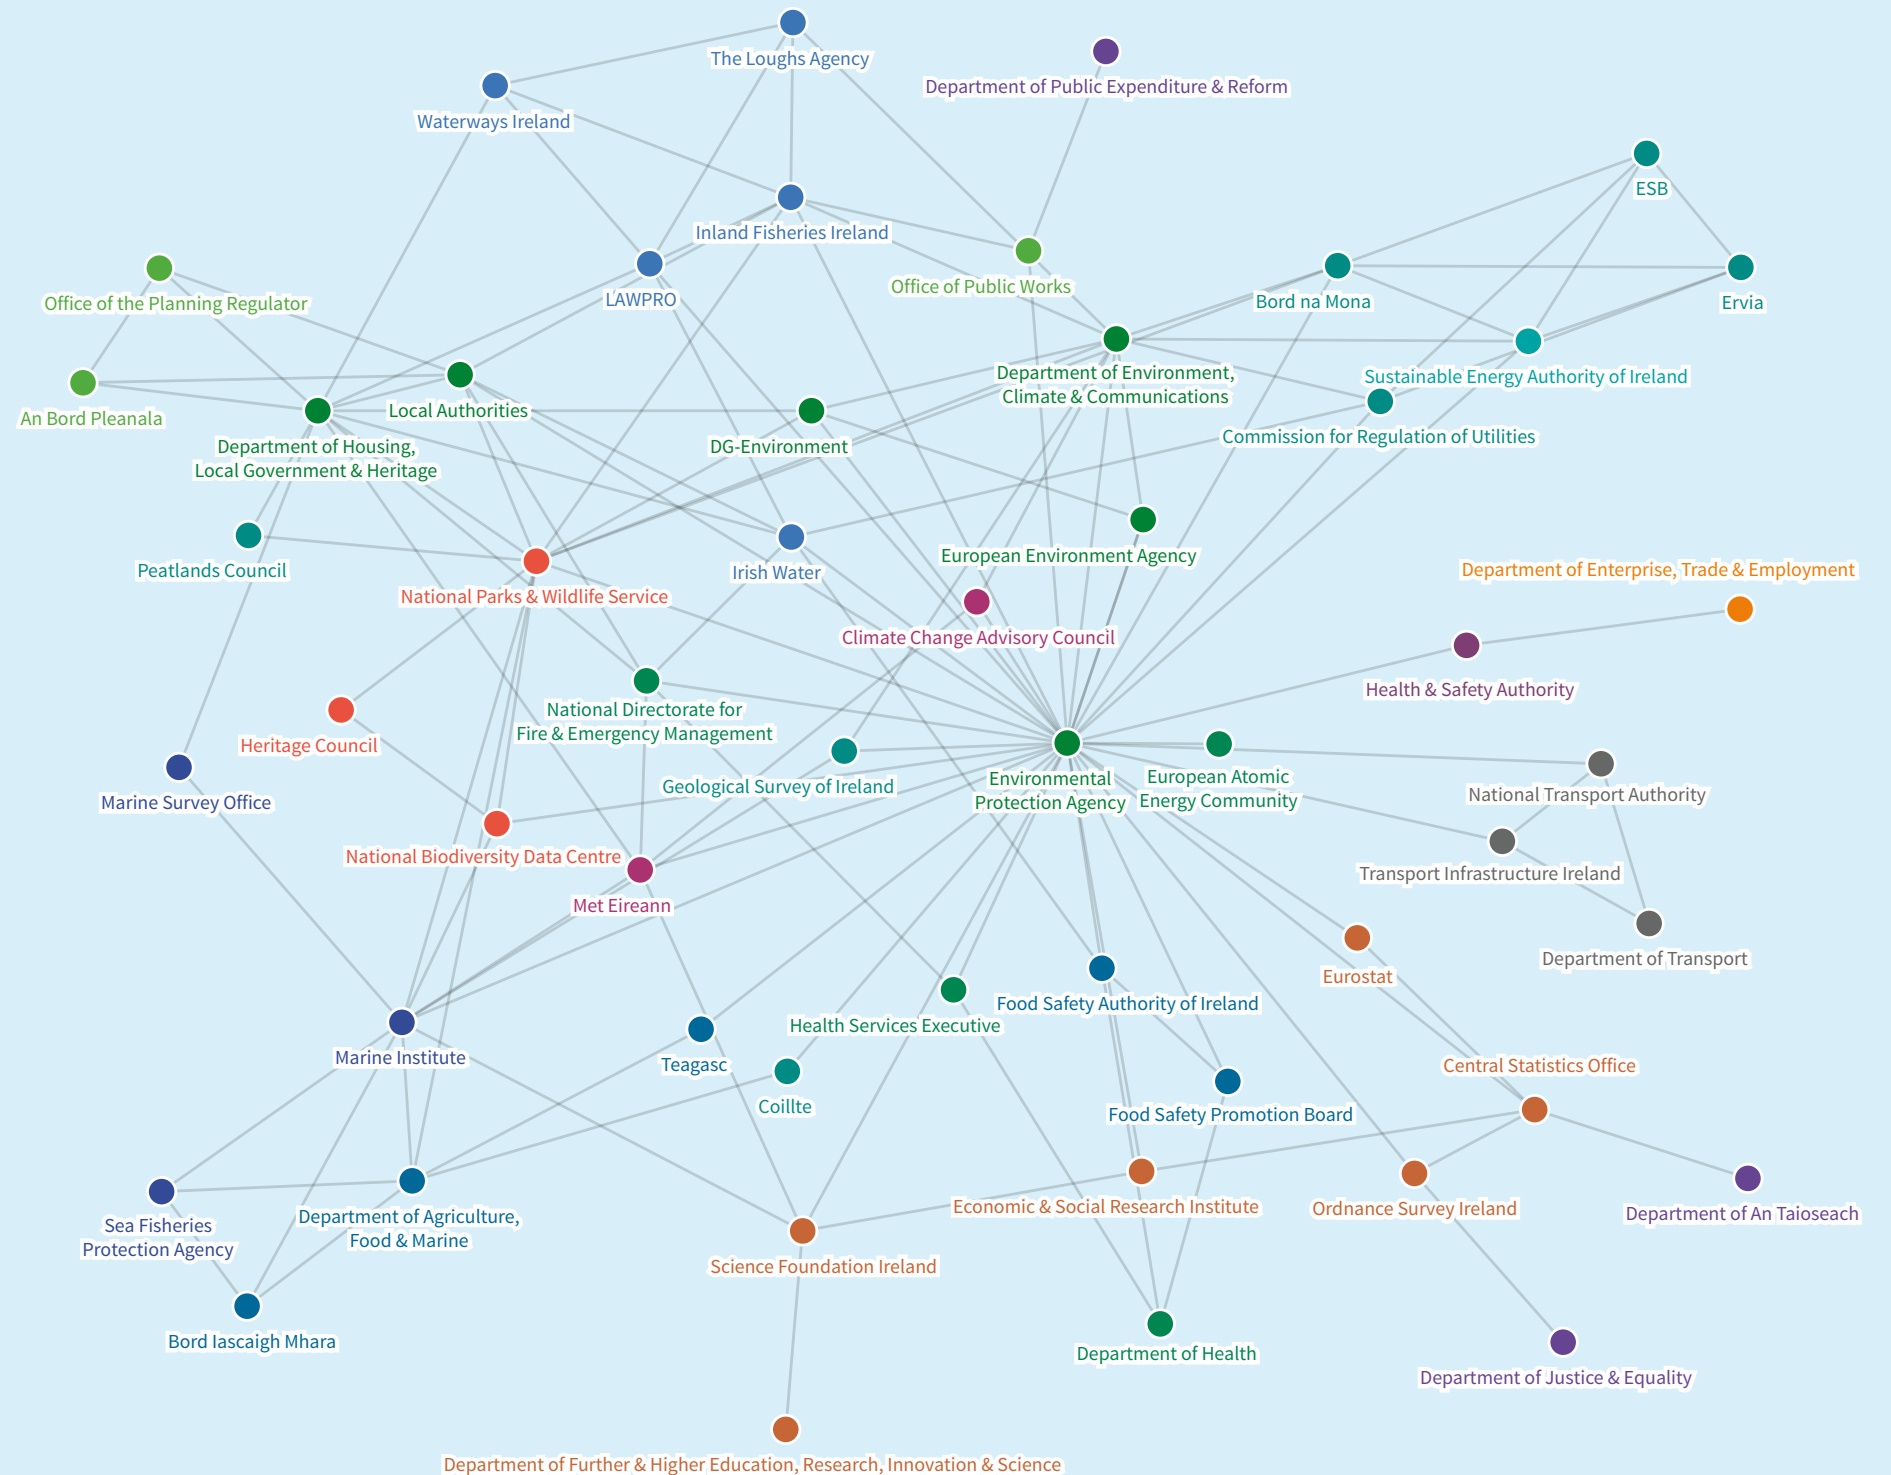 The Loughs Agency
Department of Public Expenditure & Reform
Waterways Ireland
ESB
Inland Fisheries Ireland
Office of Public Works
LAWPRO
Office of the Planning Regulator
Bord na Mona
Ervia
Department of Environment,
Climate & Communications
Sustainable Energy Authority of Ireland
An Bord Pleanala
Local Authorities
Department of Housing,
Local Government & Heritage
DG-Environment
Commission for Regulation of Utilities
European Environment Agency
Peatlands Council
Irish Water
Department of Enterprise, Trade & Employment
National Parks & Wildlife Service
Climate Change Advisory Council
Health & Safety Authority
National Directorate for
Fire & Emergency Management
Heritage Council
Geological Survey of Ireland
Environmental
Protection Agency
European Atomic
Energy Community
National Transport Authority
Marine Survey Office
National Biodiversity Data Centre
Transport Infrastructure Ireland
Met Eireann
Department of Transport
Eurostat
Food Safety Authority of Ireland
Health Services Executive
Marine Institute
Teagasc
Central Statistics Office
Coillte
Food Safety Promotion Board
Economic & Social Research Institute
Ordnance Survey Ireland
Department of An Taioseach
Sea Fisheries
Protection Agency
Department of Agriculture,
Food & Marine
Science Foundation Ireland
Bord Iascaigh Mhara
Department of Health
Department of Justice & Equality
Department of Further & Higher Education, Research, Innovation & Science